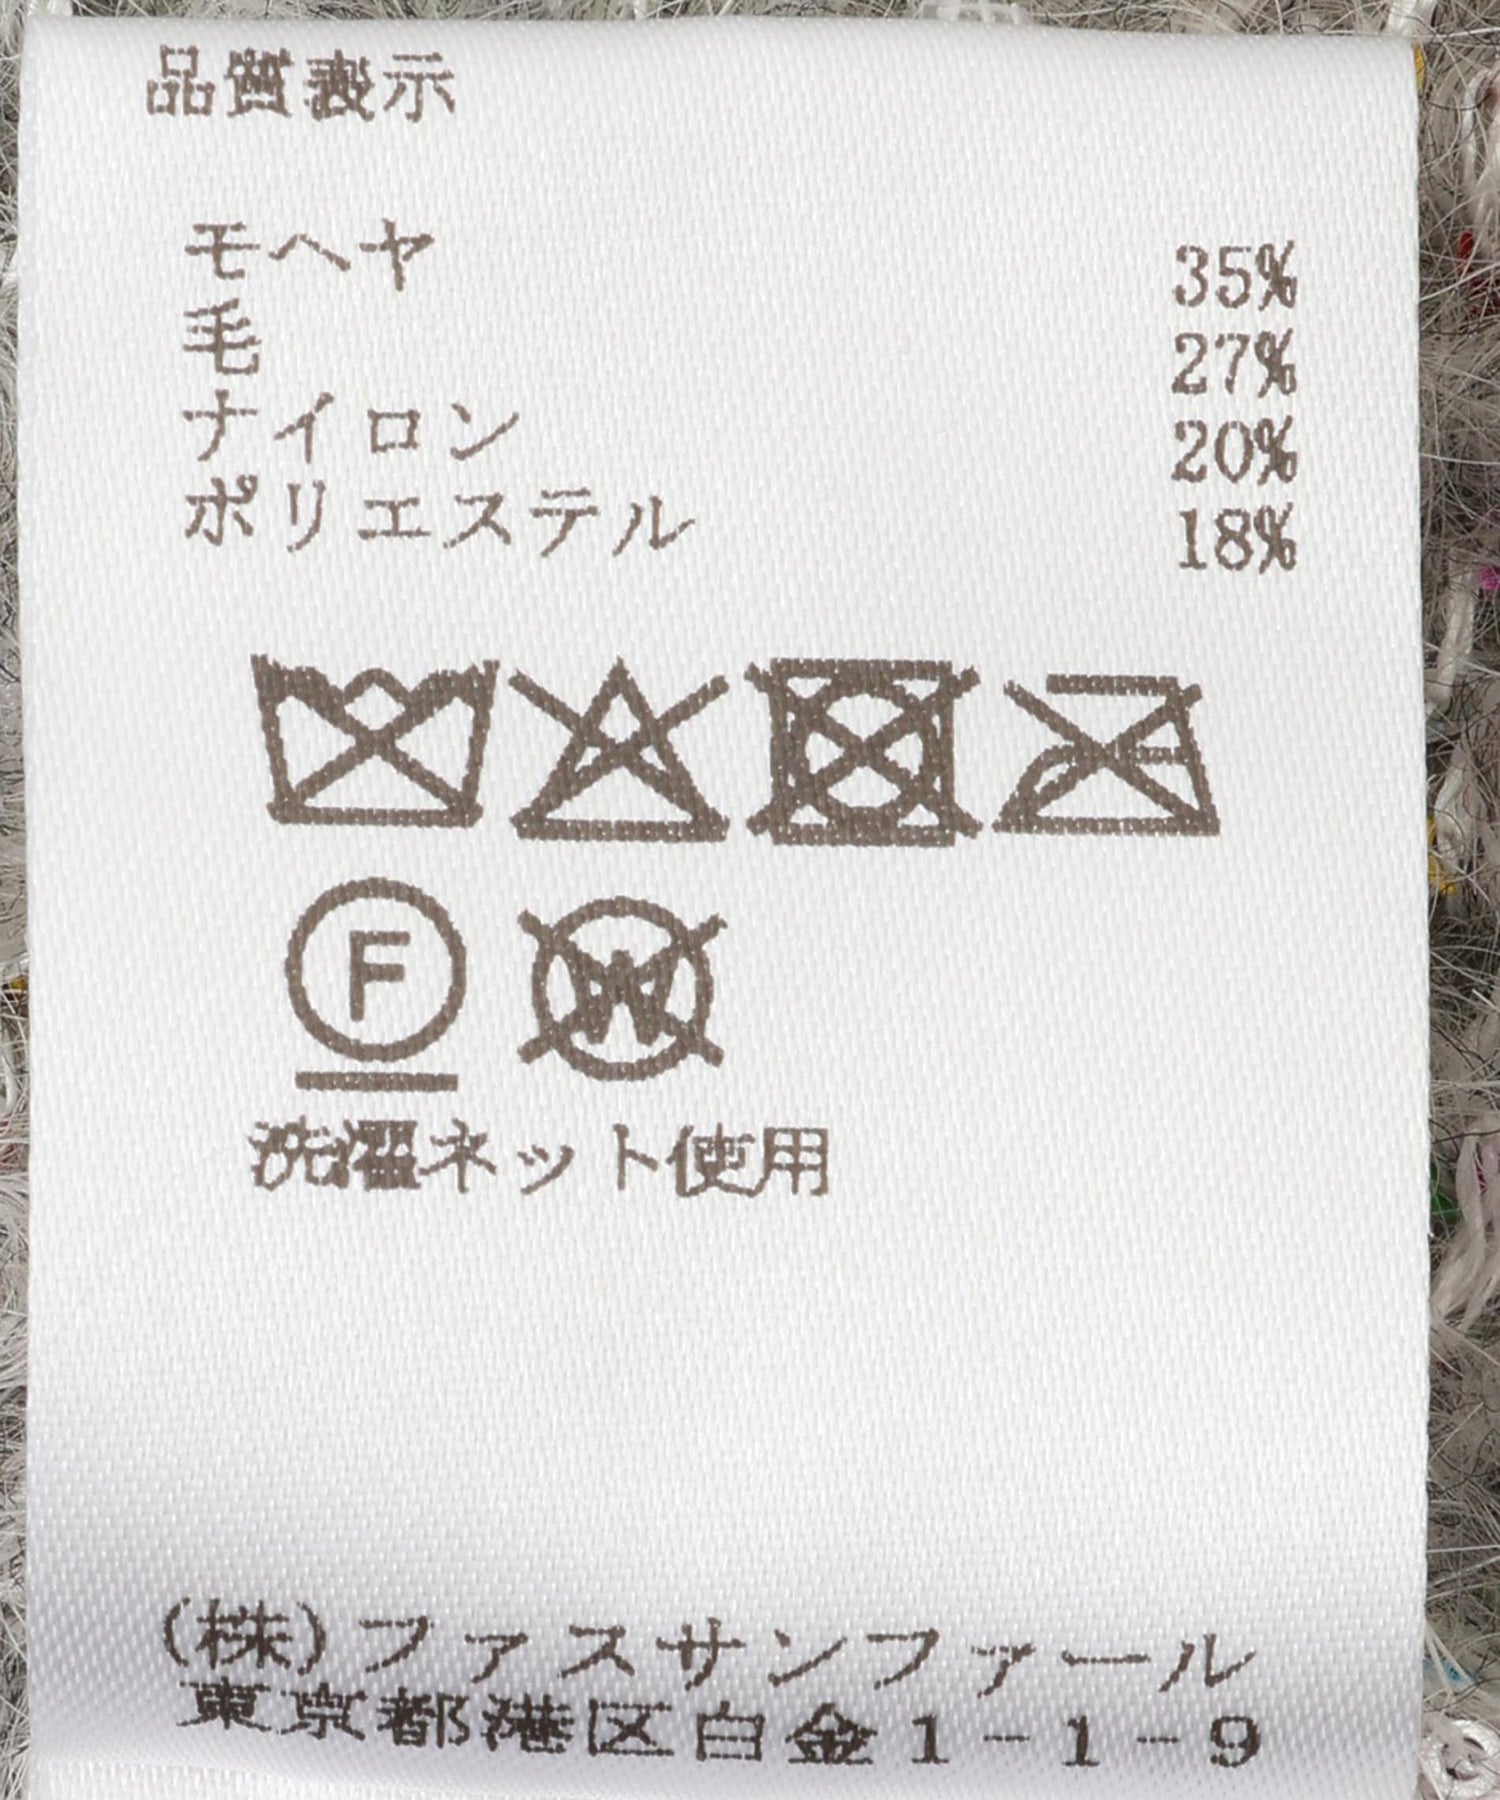 品質表示
モヘヤ 35%
毛 27%
ナイロン 20%
ポリエステル 18%
F W
洗濯ネット使用
(株)ファスサンファール
東京都港区白金1-1-9